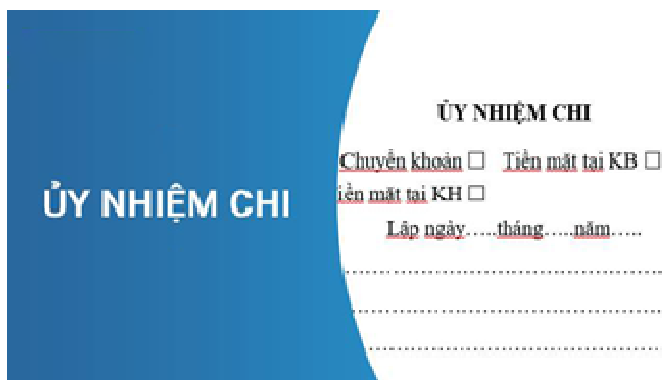 ỦY NHIỆM CHI
ỦY NHIỆM CHI
Chuyển khoản ☐ Tiền mặt tại KB ☐
iền mặt tại KH ☐
Lập ngày…..tháng…..năm…..